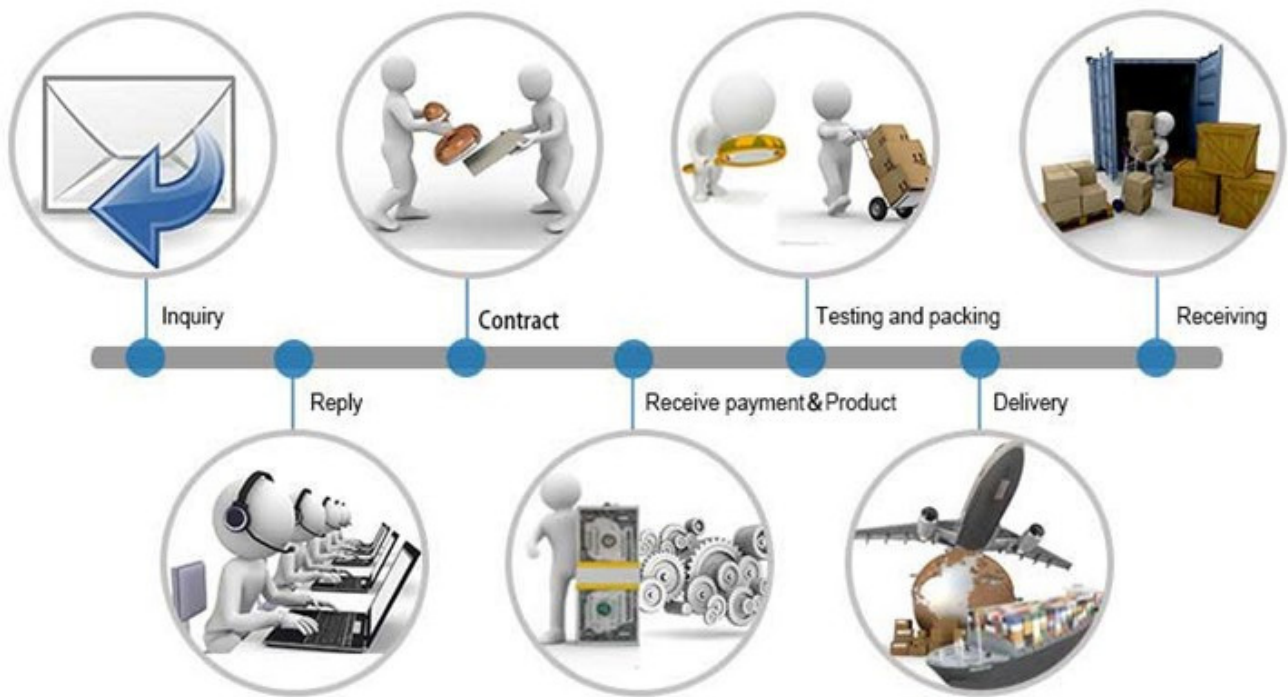 Inquiry
Contract
Testing and packing
Receiving
Reply
Receive payment&Product
Delivery